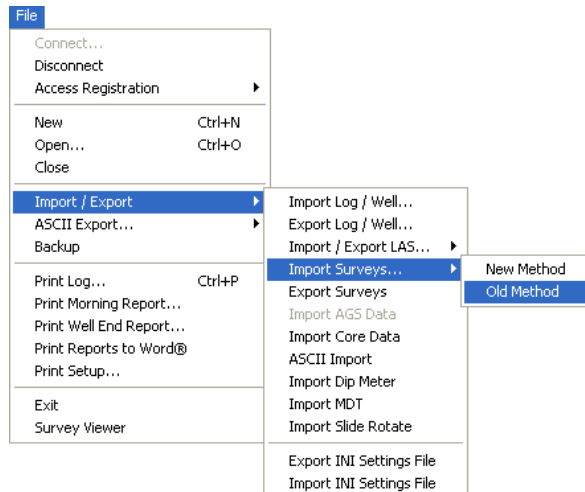 File
Connect...
Disconnect
Access Registration
New Ctrl+N
Open... Ctrl+O
Close
Import / Export
ASCII Export...
Backup
Print Log... Ctrl+P
Print Morning Report...
Print Well End Report...
Print Reports to Word®
Print Setup...
Exit
Survey Viewer
Import Log / Well...
Export Log / Well...
Import / Export LAS...
Import Surveys...
Export Surveys
Import AGS Data
Import Core Data
ASCII Import
Import Dip Meter
Import MDT
Import Slide Rotate
Export INI Settings File
Import INI Settings File
New Method
Old Method